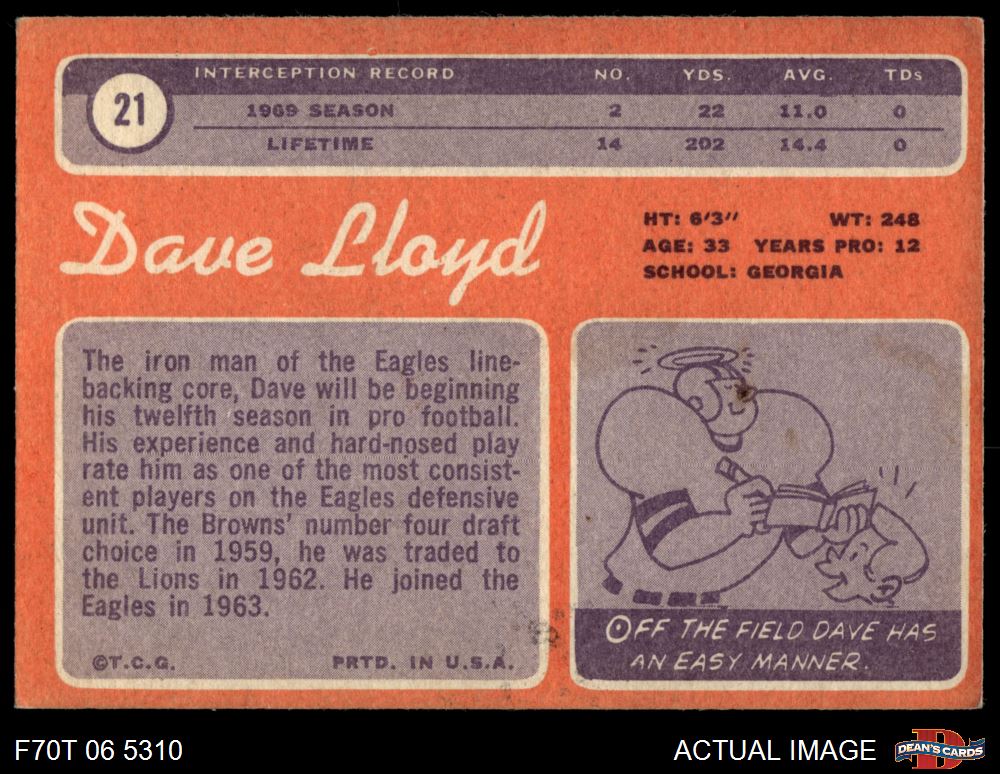 21
INTERCEPTION RECORD NO. YDS. AVG. TDs
1969 SEASON 2 22 11.0 0
LIFETIME 14 202 14.4 0
Dave Lloyd
HT: 6'3" WT: 248
AGE: 33 YEARS PRO: 12
SCHOOL: GEORGIA
The iron man of the Eagles line-
backing core, Dave will be beginning
his twelfth season in pro football.
His experience and hard-nosed play
rate him as one of the most consist-
ent players on the Eagles defensive
unit. The Browns' number four draft
choice in 1959, he was traded to
the Lions in 1962. He joined the
Eagles in 1963.
©T.C.G. PRTD. IN U.S.A.
OFF THE FIELD DAVE HAS
AN EASY MANNER.
F70T 06 5310
ACTUAL IMAGE
DEAN'S CARDS